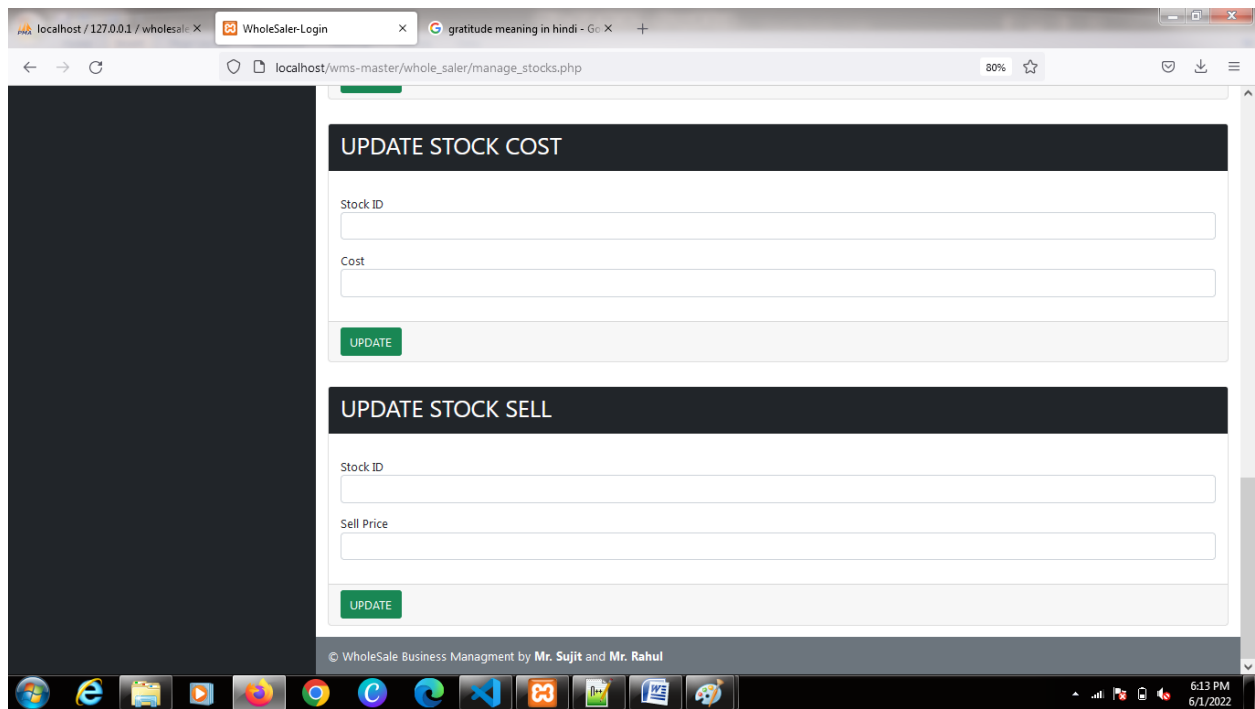 localhost / 127.0.0.1 / wholesale
WholeSaler-Login
gratitude meaning in hindi - Go
localhost/wms-master/whole_saler/manage_stocks.php
80%
UPDATE STOCK COST
Stock ID
Cost
UPDATE
UPDATE STOCK SELL
Stock ID
Sell Price
UPDATE
© WholeSale Business Managment by Mr. Sujit and Mr. Rahul
6:13 PM
6/1/2022